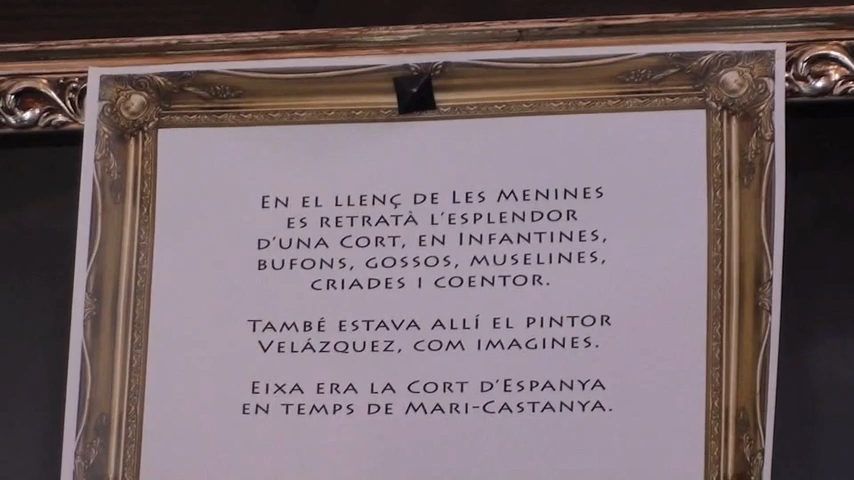 EN EL LLENÇ DE LES MENINES
ES RETRATÀ L'ESPLENDOR
D'UNA CORT, EN INFANTINES,
BUFONS, GOSSOS, MUSELINES,
CRIADES I COENTOR.
TAMBÉ ESTAVA ALLÍ EL PINTOR
VELÁZQUEZ, COM IMAGINES.
EIXA ERA LA CORT D'ESPANYA
EN TEMPS DE MARI-CASTANYA.